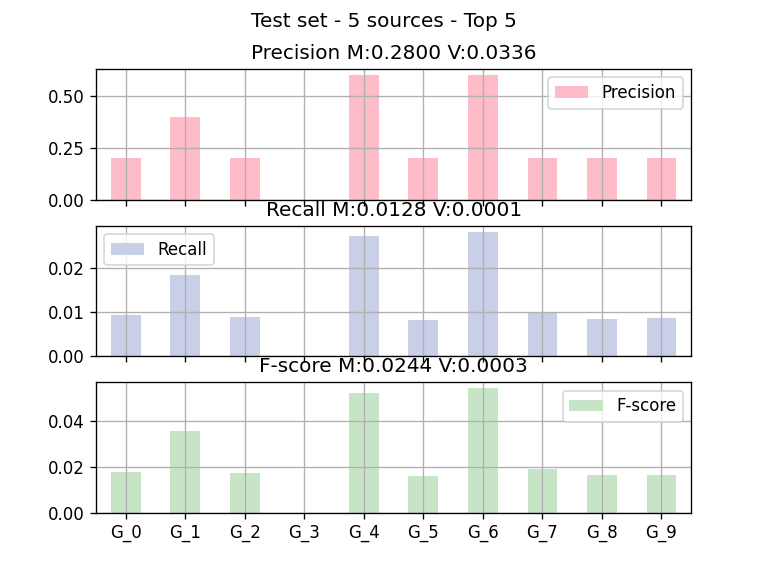 Test set - 5 sources - Top 5
Precision M:0.2800 V:0.0336
0.50
0.25
0.00
Precision
Recall M:0.0128 V:0.0001
0.02
0.01
0.00
Recall
F-score M:0.0244 V:0.0003
0.04
0.02
0.00
F-score
G_0 G_1 G_2 G_3 G_4 G_5 G_6 G_7 G_8 G_9